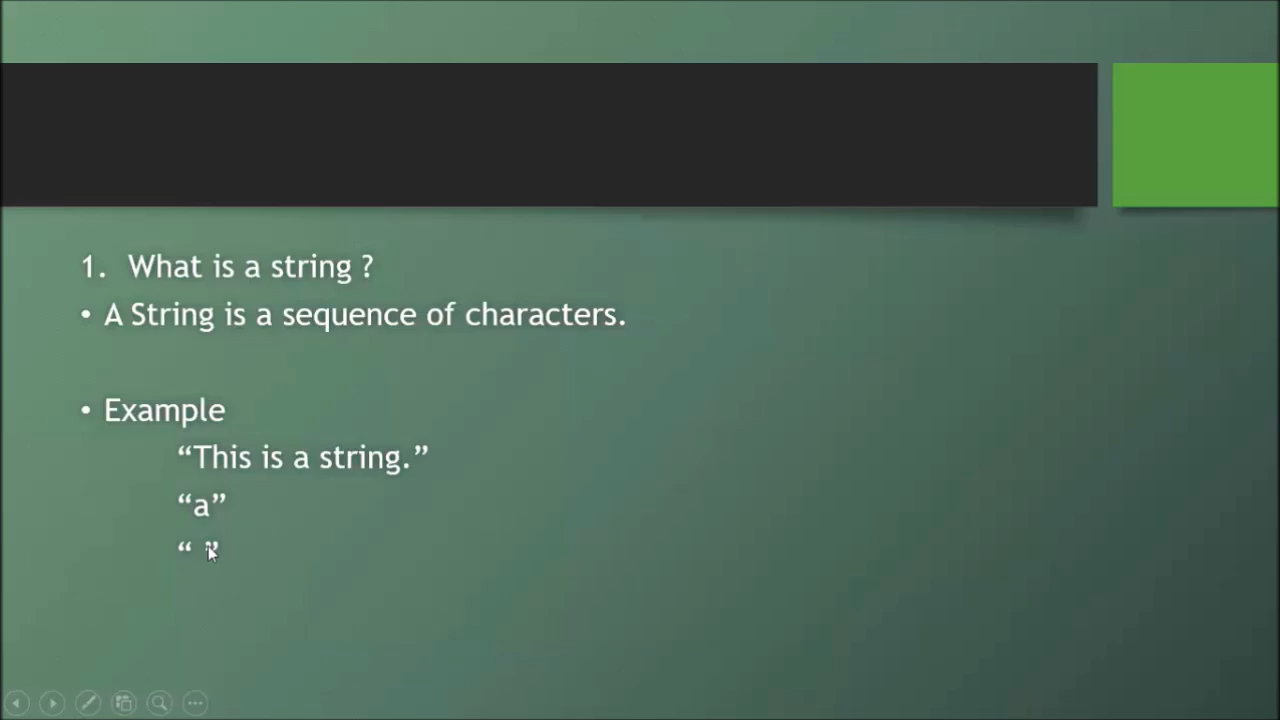 1. What is a string ?
• A String is a sequence of characters.
• Example
“This is a string.”
“a”
“ ”